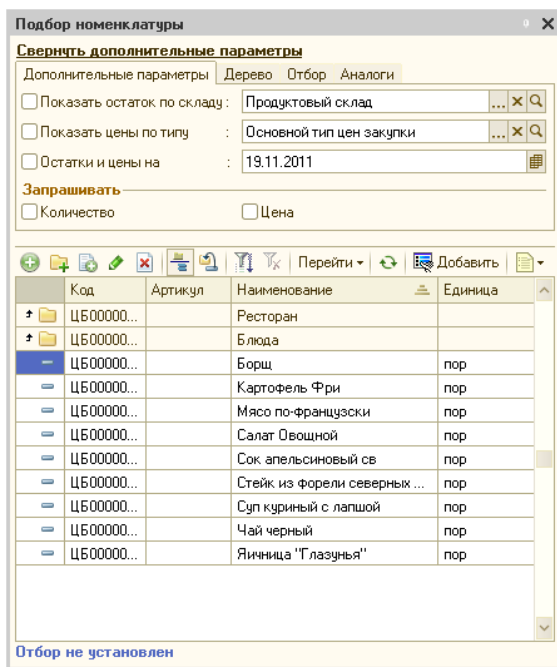 Подбор номенклатуры
Свернуть дополнительные параметры
Дополнительные параметры Дерево Отбор Аналоги
Показать остаток по складу : Продуктовый склад ...
Показать цены по типу : Основной тип цен закупки ...
Остатки и цены на : 19.11.2011
Запрашивать
Количество Цена
Перейти Добавить
Код Артикул Наименование Единица
ЦБ00000... Ресторан
ЦБ00000... Блюда
ЦБ00000... Борщ пор
ЦБ00000... Картофель Фри пор
ЦБ00000... Мясо по-французски пор
ЦБ00000... Салат Овощной пор
ЦБ00000... Сок апельсиновый св пор
ЦБ00000... Стейк из форели северных ... пор
ЦБ00000... Суп куриный с лапшой пор
ЦБ00000... Чай черный пор
ЦБ00000... Яичница "Глазунья" пор
Отбор не установлен